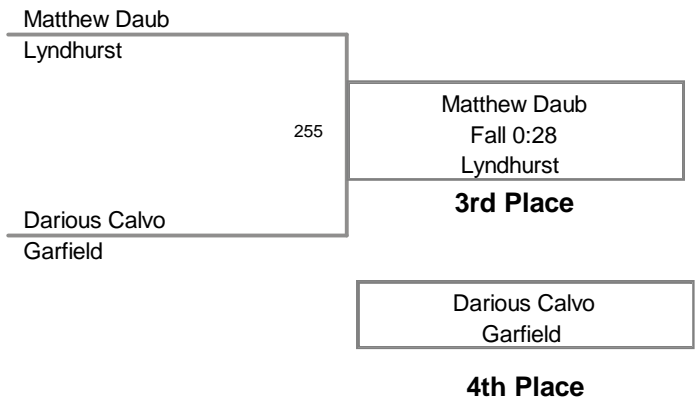 Matthew Daub
Lyndhurst
255
Matthew Daub
Fall 0:28
Lyndhurst
3rd Place
Darious Calvo
Garfield
Darious Calvo
Garfield
4th Place